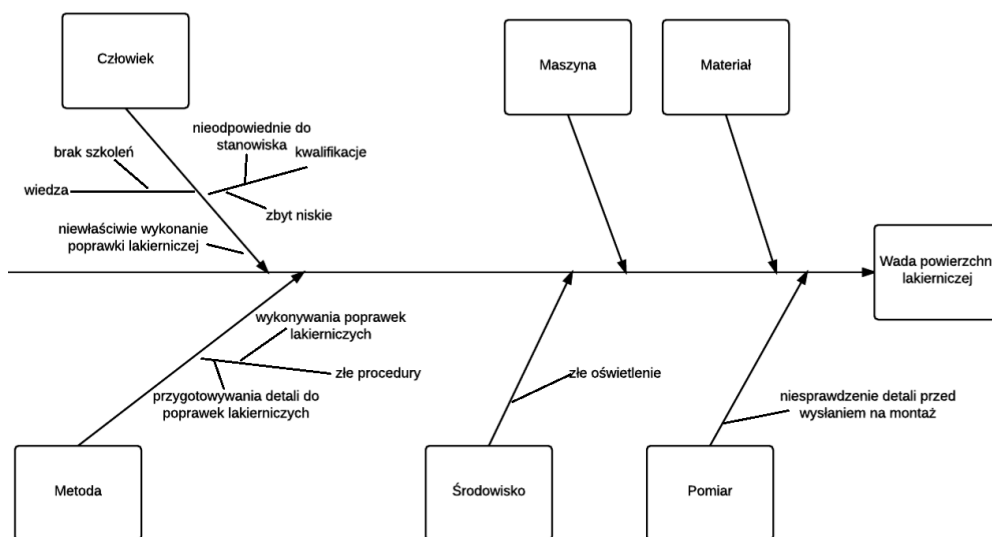 Człowiek
Maszyna
Materiał
nieodpowiednie do
stanowiska
kwalifikacje
brak szkoleń
wiedza
zbyt niskie
niewłaściwie wykonanie
poprawki lakierniczej
Wada powierzchn
lakierniczej
wykonywania poprawek
lakierniczych
złe procedury
przygotowywania detali do
poprawek lakierniczych
złe oświetlenie
niesprawdzenie detali przed
wysłaniem na montaż
Metoda
Środowisko
Pomiar